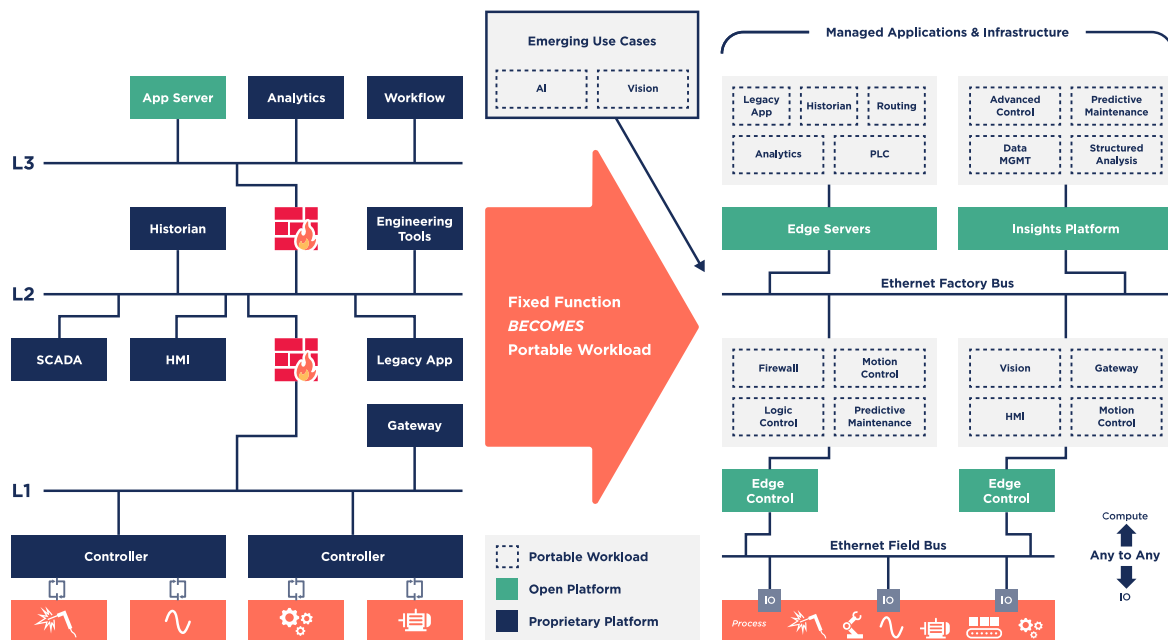 App Server
Analytics
Workflow
L3
Historian
Engineering
Tools
L2
SCADA
HMI
Legacy App
Gateway
L1
Controller
Controller
Emerging Use Cases
AI
Vision
Fixed Function
BECOMES
Portable Workload
Portable Workload
Open Platform
Proprietary Platform
Managed Applications & Infrastructure
Legacy
App
Historian
Routing
Analytics
PLC
Advanced
Control
Predictive
Maintenance
Data
MGMT
Structured
Analysis
Edge Servers
Insights Platform
Ethernet Factory Bus
Firewall
Motion
Control
Logic
Control
Predictive
Maintenance
Vision
Gateway
HMI
Motion
Control
Edge
Control
Edge
Control
Ethernet Field Bus
Compute
Any to Any
IO
IO
IO
IO
Process